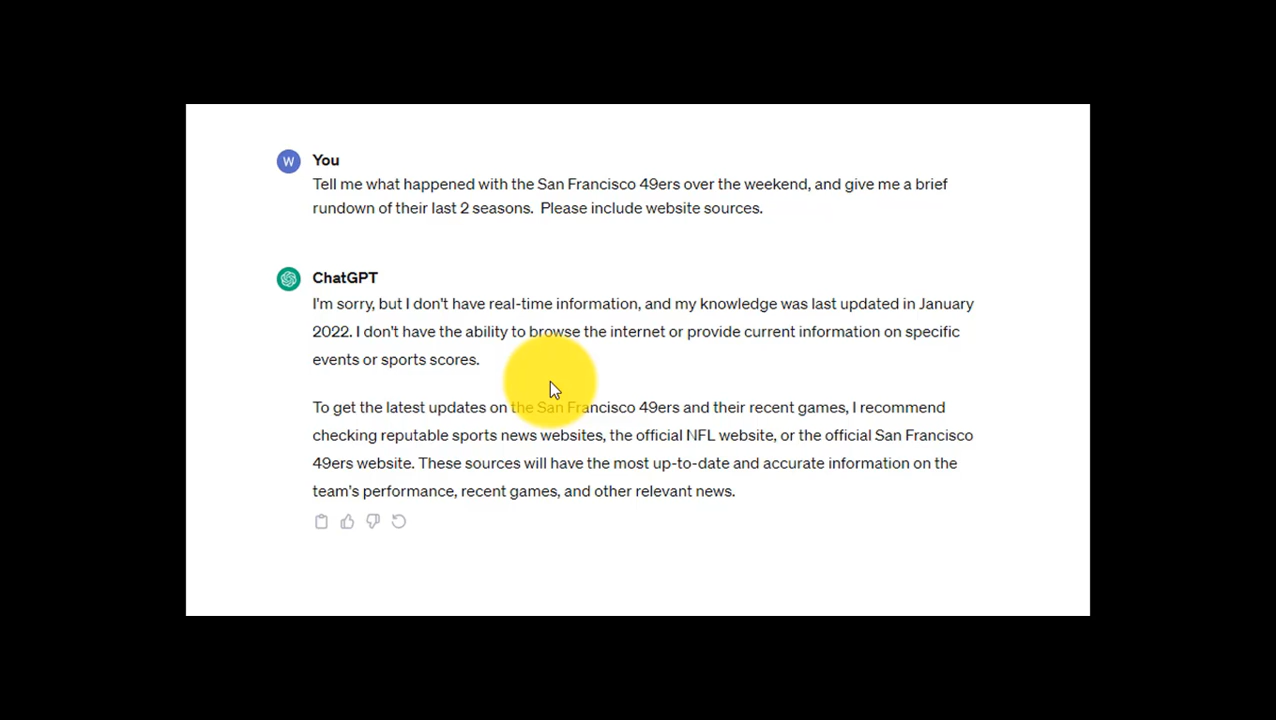 W
You
Tell me what happened with the San Francisco 49ers over the weekend, and give me a brief
rundown of their last 2 seasons.  Please include website sources.
ChatGPT
I'm sorry, but I don't have real-time information, and my knowledge was last updated in January
2022. I don't have the ability to browse the internet or provide current information on specific
events or sports scores.
To get the latest updates on the San Francisco 49ers and their recent games, I recommend
checking reputable sports news websites, the official NFL website, or the official San Francisco
49ers website. These sources will have the most up-to-date and accurate information on the
team's performance, recent games, and other relevant news.